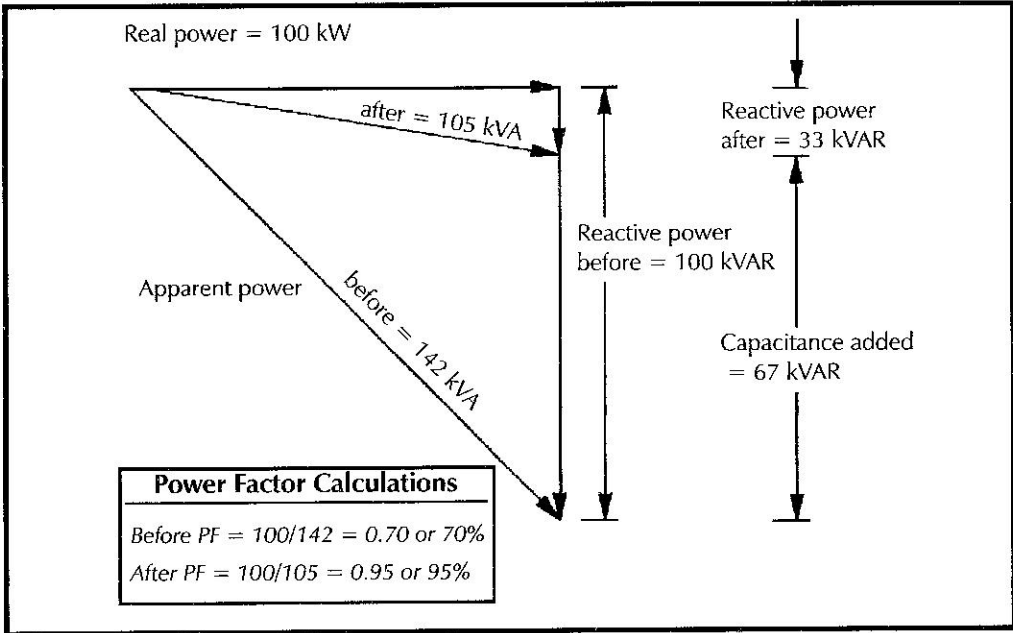 Real power = 100 kW
after = 105 kVA
Reactive power
after = 33 kVAR
Reactive power
before = 100 kVAR
Apparent power
before = 142 kVA
Capacitance added
= 67 kVAR
Power Factor Calculations
Before PF = 100/142 = 0.70 or 70%
After PF = 100/105 = 0.95 or 95%